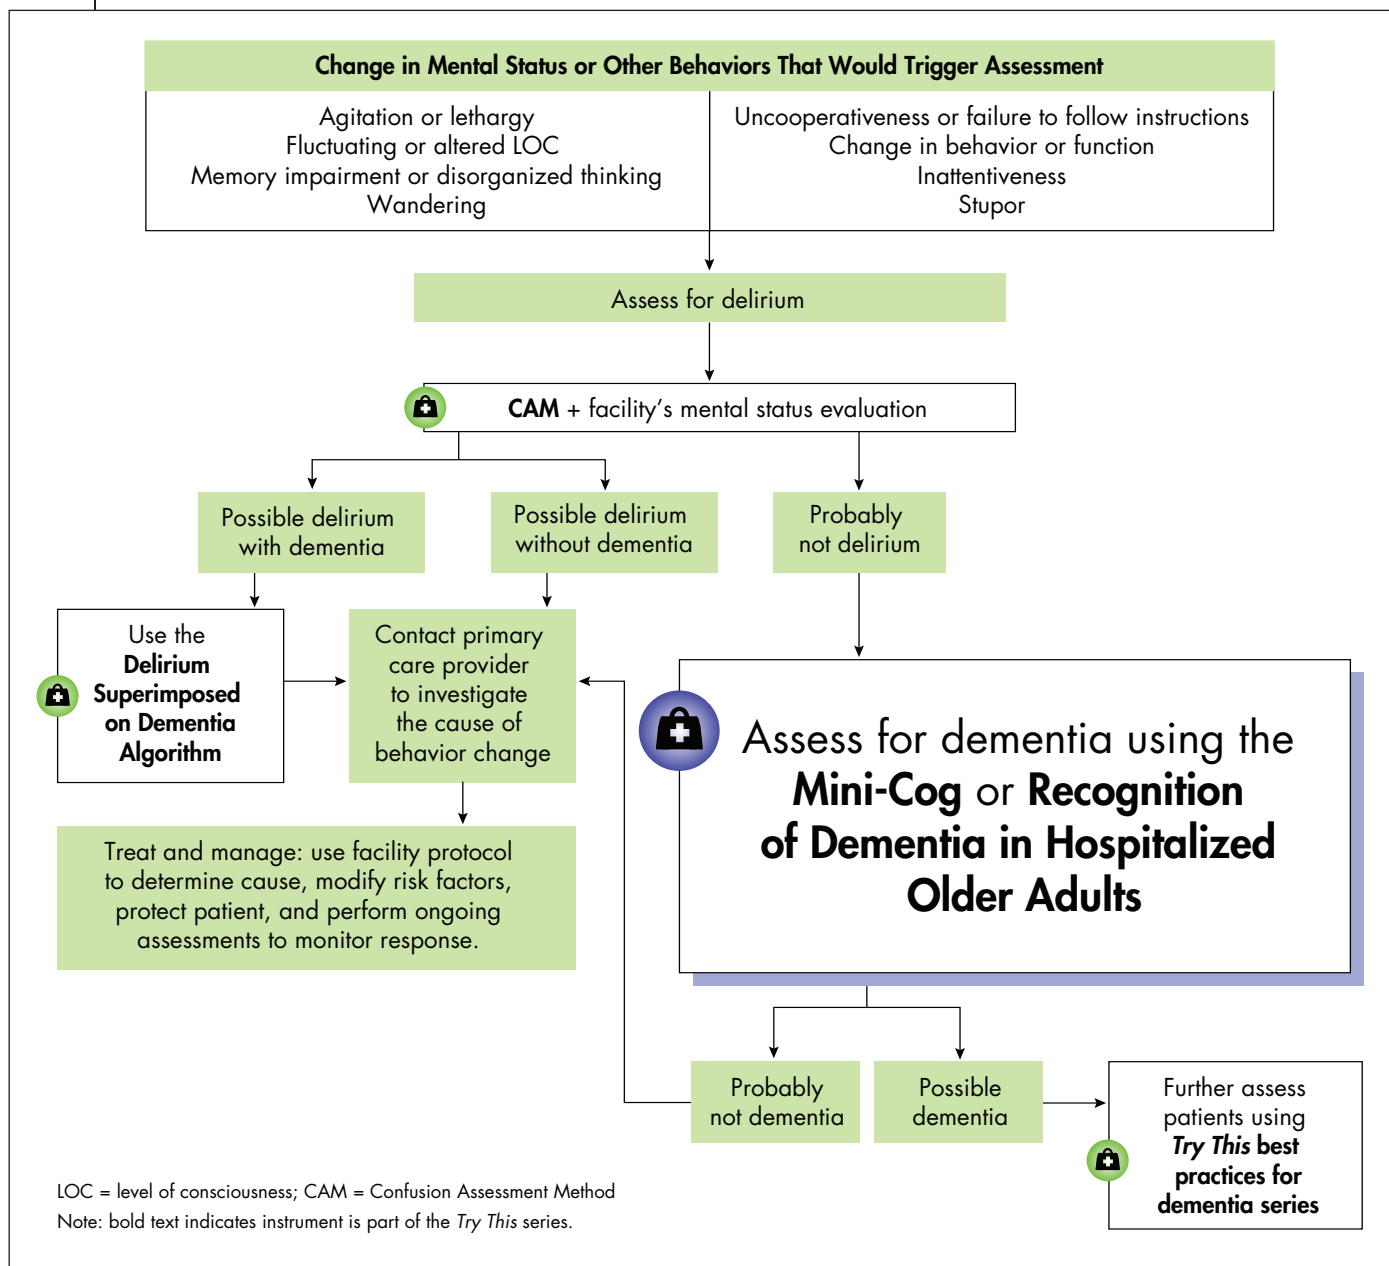 Change in Mental Status or Other Behaviors That Would Trigger Assessment
Agitation or lethargy
Fluctuating or altered LOC
Memory impairment or disorganized thinking
Wandering
Uncooperativeness or failure to follow instructions
Change in behavior or function
Inattentiveness
Stupor
Assess for delirium
CAM + facility’s mental status evaluation
Possible delirium
with dementia
Possible delirium
without dementia
Probably
not delirium
Use the
Delirium
Superimposed
on Dementia
Algorithm
Contact primary
care provider
to investigate
the cause of
behavior change
Treat and manage: use facility protocol
to determine cause, modify risk factors,
protect patient, and perform ongoing
assessments to monitor response.
Assess for dementia using the
Mini-Cog or Recognition
of Dementia in Hospitalized
Older Adults
Probably
not dementia
Possible
dementia
Further assess
patients using
Try This best
practices for
dementia series
LOC = level of consciousness; CAM = Confusion Assessment Method
Note: bold text indicates instrument is part of the Try This series.